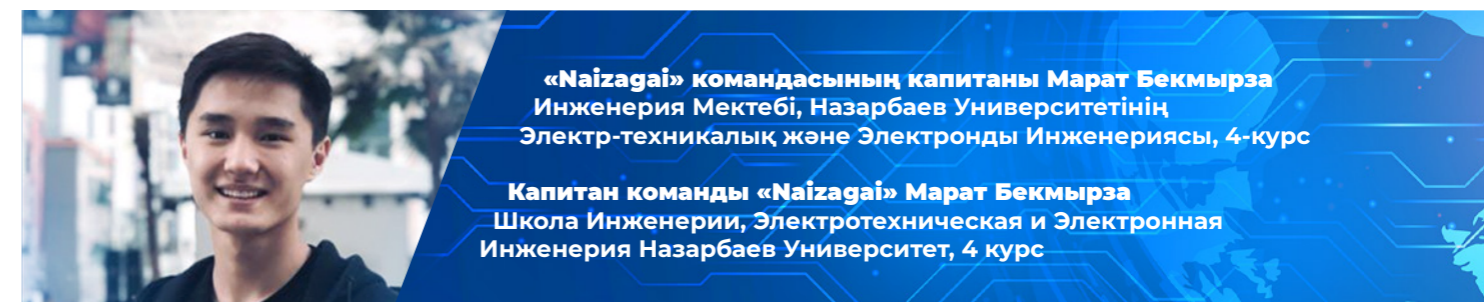 «Naizagai» командасының капитаны Марат Бекмырза
Инженерия Мектебі, Назарбаев Университетінің
Электр-техникалық және Электронды Инженериясы, 4-курс
Капитан команды «Naizagai» Марат Бекмырза
Школа Инженерии, Электротехническая и Электронная
Инженерия Назарбаев Университет, 4 курс